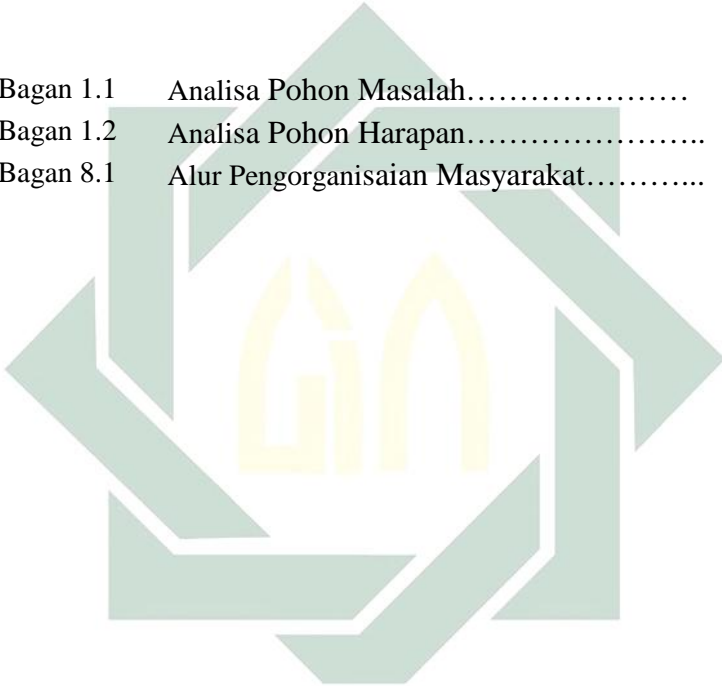 Bagan 1.1 Analisa Pohon Masalah…………………
Bagan 1.2 Analisa Pohon Harapan…………………..
Bagan 8.1 Alur Pengorganisaian Masyarakat………...